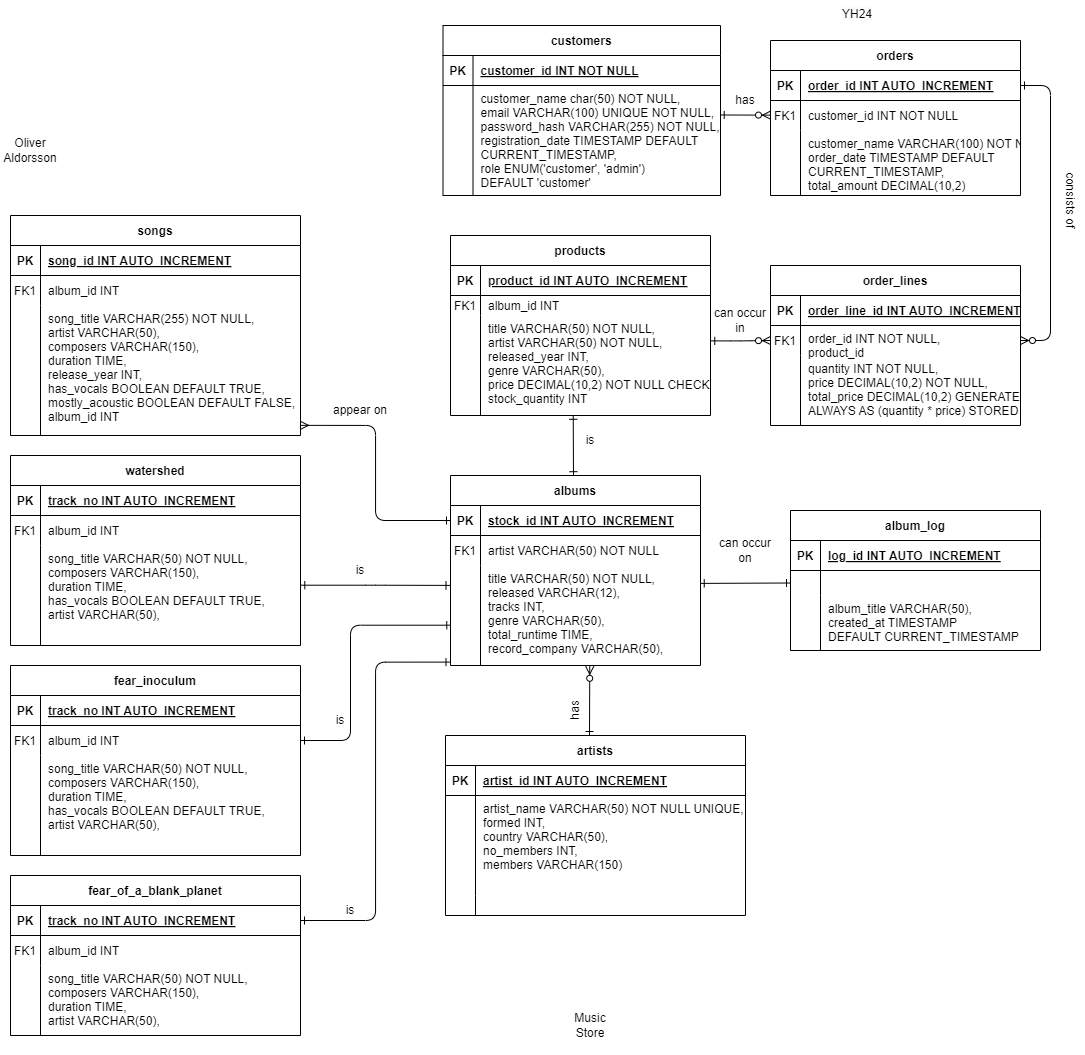 YH24
Oliver
Aldorsson
customers
PK
customer_id INT NOT NULL
customer_name char(50) NOT NULL,
email VARCHAR(100) UNIQUE NOT NULL,
password_hash VARCHAR(255) NOT NULL,
registration_date TIMESTAMP DEFAULT
CURRENT_TIMESTAMP,
role ENUM('customer', 'admin')
DEFAULT 'customer'
has
orders
PK
order_id INT AUTO_INCREMENT
FK1
customer_id INT NOT NULL
customer_name VARCHAR(100) NOT N
order_date TIMESTAMP DEFAULT
CURRENT_TIMESTAMP,
total_amount DECIMAL(10,2)
consists of
songs
PK
song_id INT AUTO_INCREMENT
FK1
album_id INT
song_title VARCHAR(255) NOT NULL,
artist VARCHAR(50),
composers VARCHAR(150),
duration TIME,
release_year INT,
has_vocals BOOLEAN DEFAULT TRUE,
mostly_acoustic BOOLEAN DEFAULT FALSE,
album_id INT
appear on
products
PK
product_id INT AUTO_INCREMENT
FK1
album_id INT
title VARCHAR(50) NOT NULL,
artist VARCHAR(50) NOT NULL,
released_year INT,
genre VARCHAR(50),
price DECIMAL(10,2) NOT NULL CHECK
stock_quantity INT
can occur
in
order_lines
PK
order_line_id INT AUTO_INCREMENT
FK1
order_id INT NOT NULL,
product_id
quantity INT NOT NULL,
price DECIMAL(10,2) NOT NULL,
total_price DECIMAL(10,2) GENERATE
ALWAYS AS (quantity * price) STORED
is
watershed
PK
track_no INT AUTO_INCREMENT
FK1
album_id INT
song_title VARCHAR(50) NOT NULL,
composers VARCHAR(150),
duration TIME,
has_vocals BOOLEAN DEFAULT TRUE,
artist VARCHAR(50),
is
albums
PK
stock_id INT AUTO_INCREMENT
FK1
artist VARCHAR(50) NOT NULL
title VARCHAR(50) NOT NULL,
released VARCHAR(12),
tracks INT,
genre VARCHAR(50),
total_runtime TIME,
record_company VARCHAR(50),
can occur
on
album_log
PK
log_id INT AUTO_INCREMENT
album_title VARCHAR(50),
created_at TIMESTAMP
DEFAULT CURRENT_TIMESTAMP
fear_inoculum
PK
track_no INT AUTO_INCREMENT
FK1
album_id INT
song_title VARCHAR(50) NOT NULL,
composers VARCHAR(150),
duration TIME,
has_vocals BOOLEAN DEFAULT TRUE,
artist VARCHAR(50),
is
has
artists
PK
artist_id INT AUTO_INCREMENT
artist_name VARCHAR(50) NOT NULL UNIQUE,
formed INT,
country VARCHAR(50),
no_members INT,
members VARCHAR(150)
fear_of_a_blank_planet
PK
track_no INT AUTO_INCREMENT
FK1
album_id INT
song_title VARCHAR(50) NOT NULL,
composers VARCHAR(150),
duration TIME,
artist VARCHAR(50),
is
Music
Store